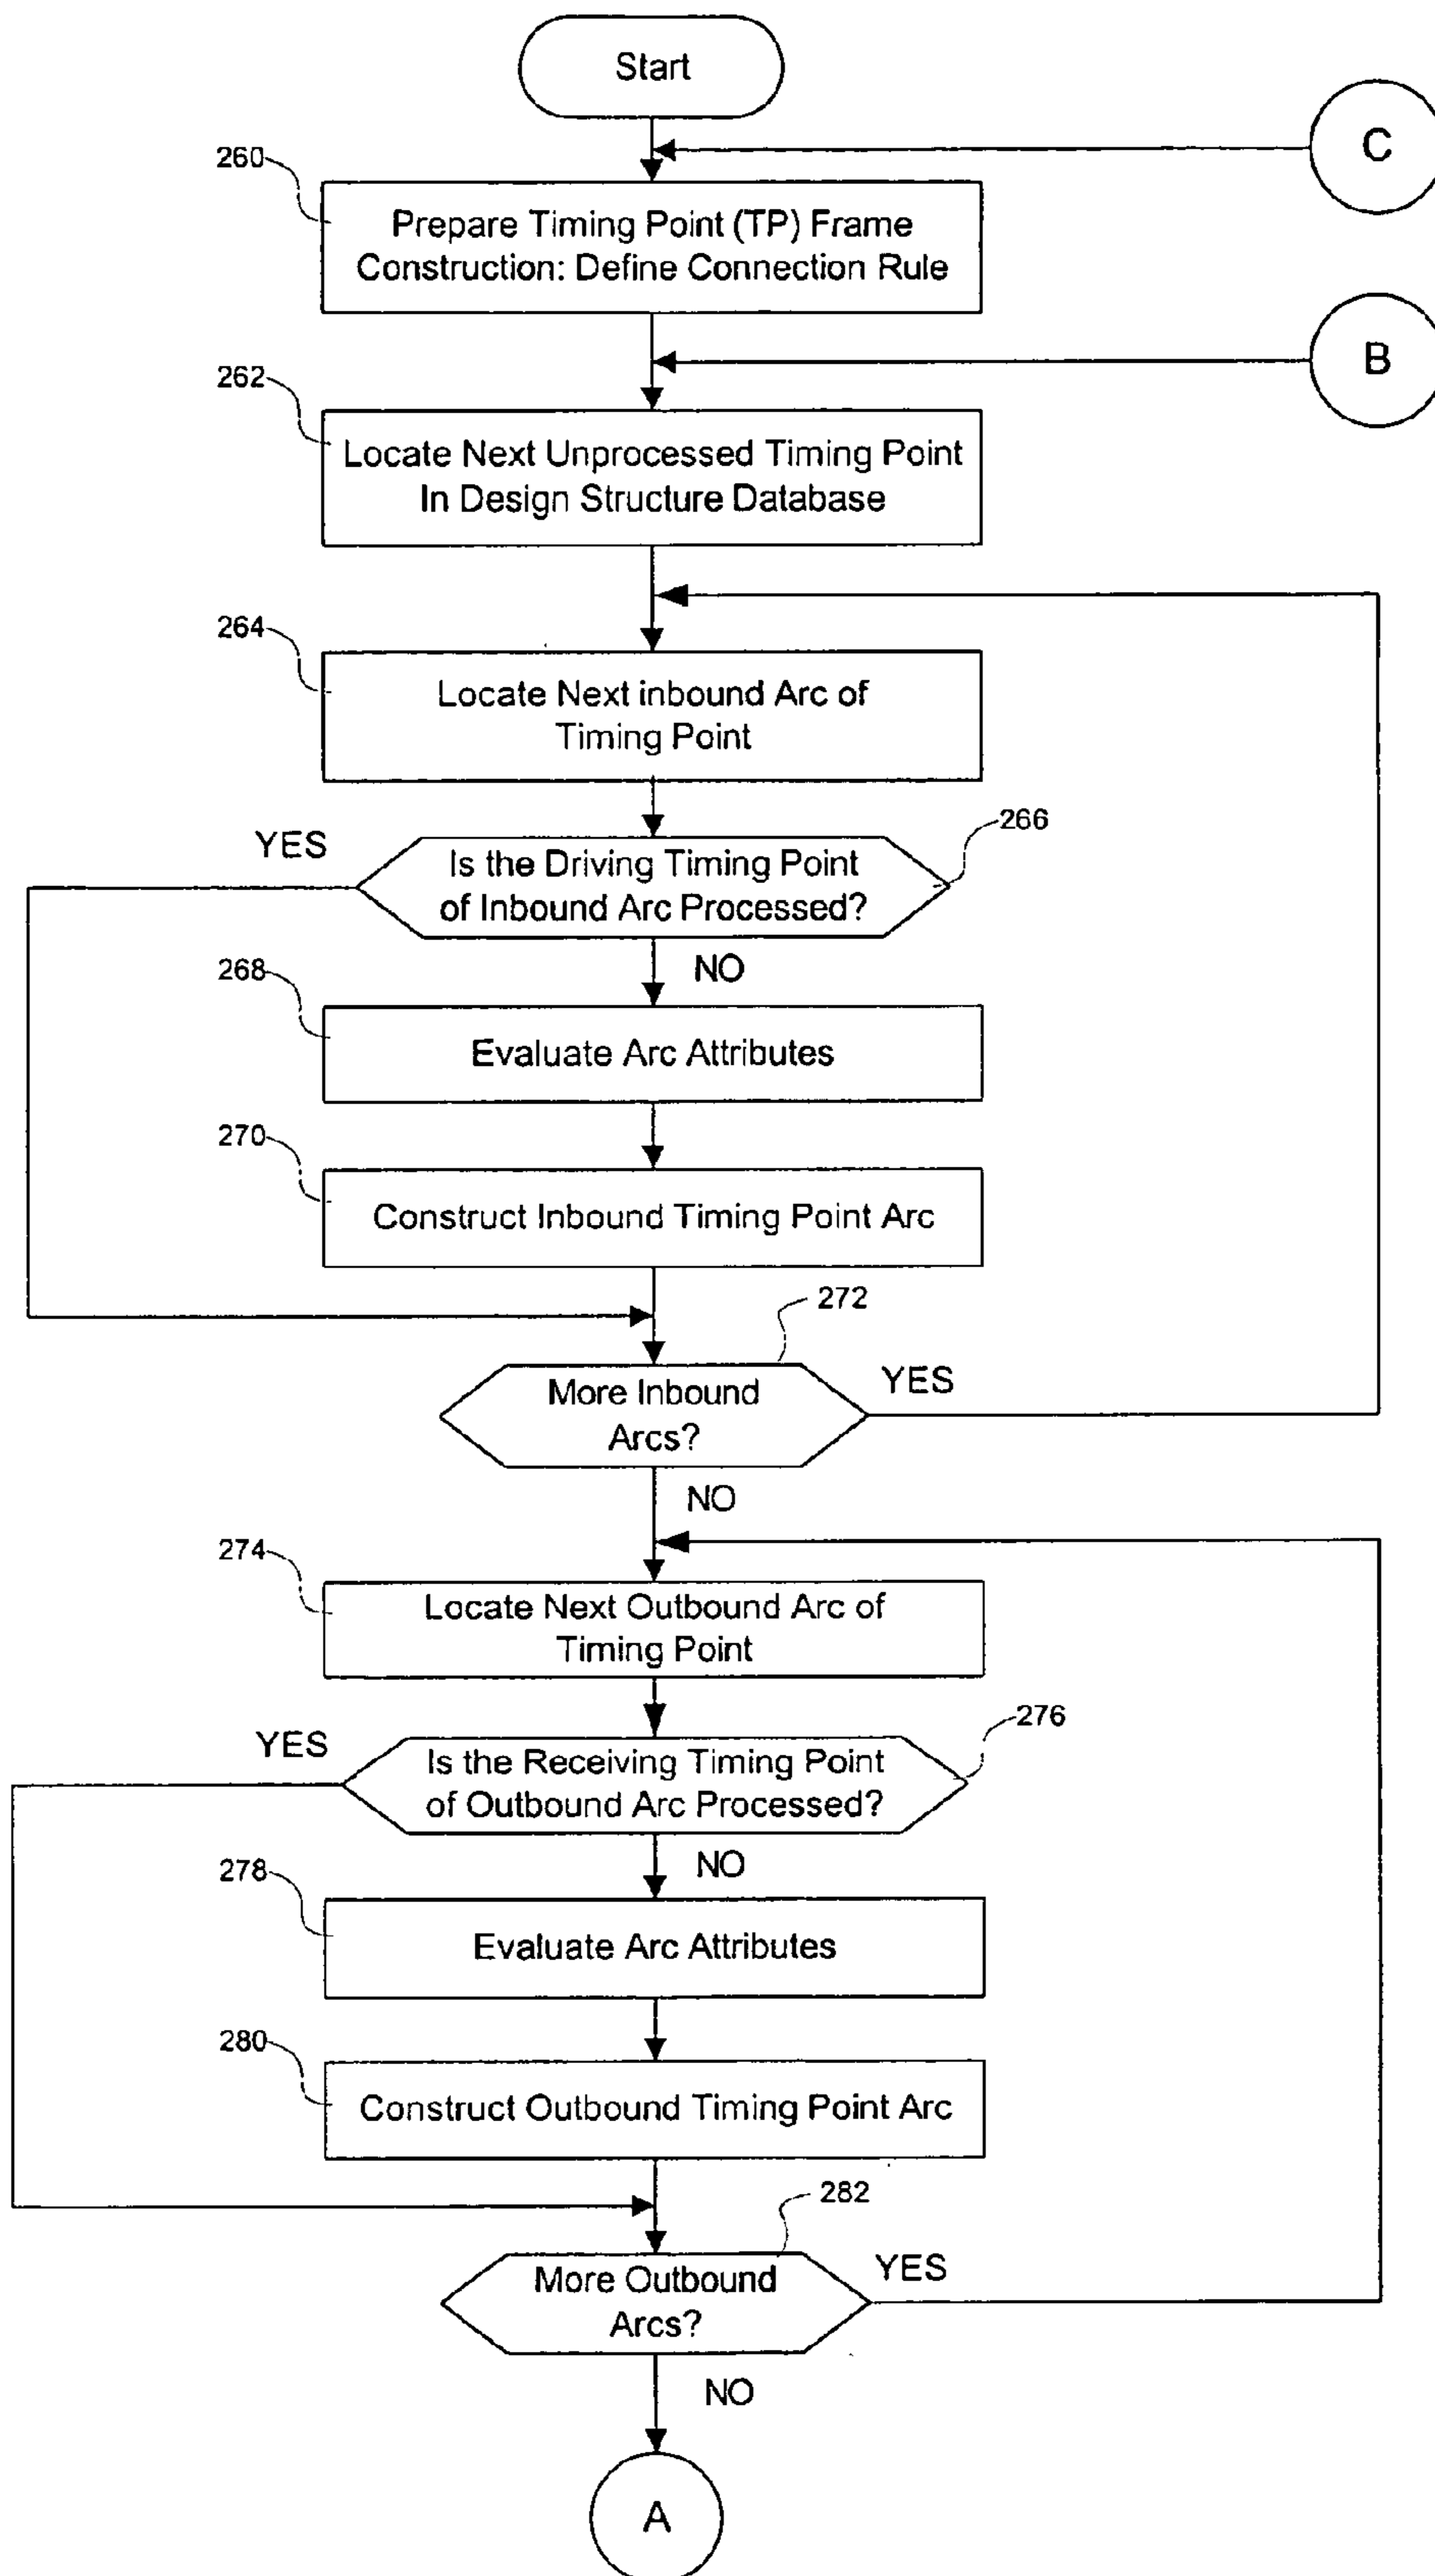 Start
C
260
Prepare Timing Point (TP) Frame
Construction: Define Connection Rule
B
262
Locate Next Unprocessed Timing Point
In Design Structure Database
264
Locate Next inbound Arc of
Timing Point
266
YES
Is the Driving Timing Point
of Inbound Arc Processed?
NO
268
Evaluate Arc Attributes
270
Construct Inbound Timing Point Arc
272
More Inbound
Arcs?
YES
NO
274
Locate Next Outbound Arc of
Timing Point
276
YES
Is the Receiving Timing Point
of Outbound Arc Processed?
NO
278
Evaluate Arc Attributes
280
Construct Outbound Timing Point Arc
282
More Outbound
Arcs?
YES
NO
A